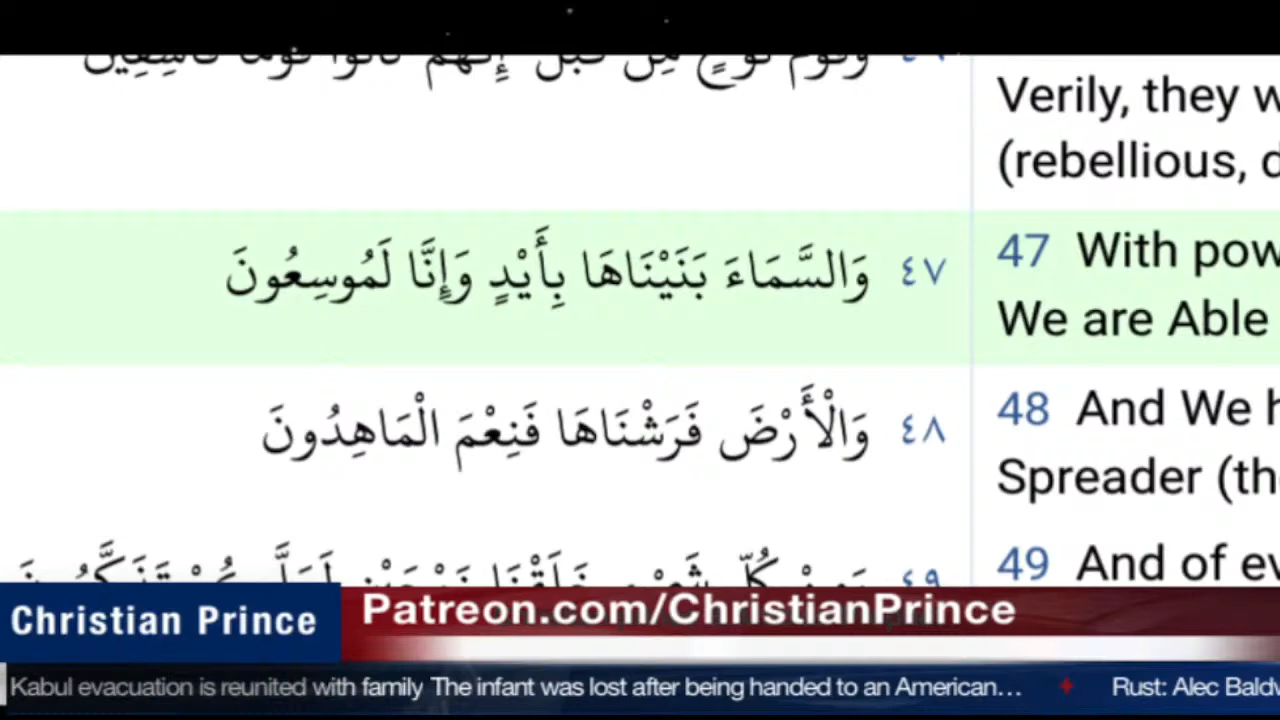 Verily, they w
(rebellious, d
وَالسَّمَاءَ بَنَيْنَاهَا بِأَيْدٍ وَإِنَّا لَمُوسِعُونَ ٤٧
47 With pow
We are Able
وَالْأَرْضَ فَرَشْنَاهَا فَنِعْمَ الْمَاهِدُونَ ٤٨
48 And We h
Spreader (th
49 And of ev
Christian Prince
Patreon.com/ChristianPrince
Kabul evacuation is reunited with family The infant was lost after being handed to an American… Rust: Alec Baldw